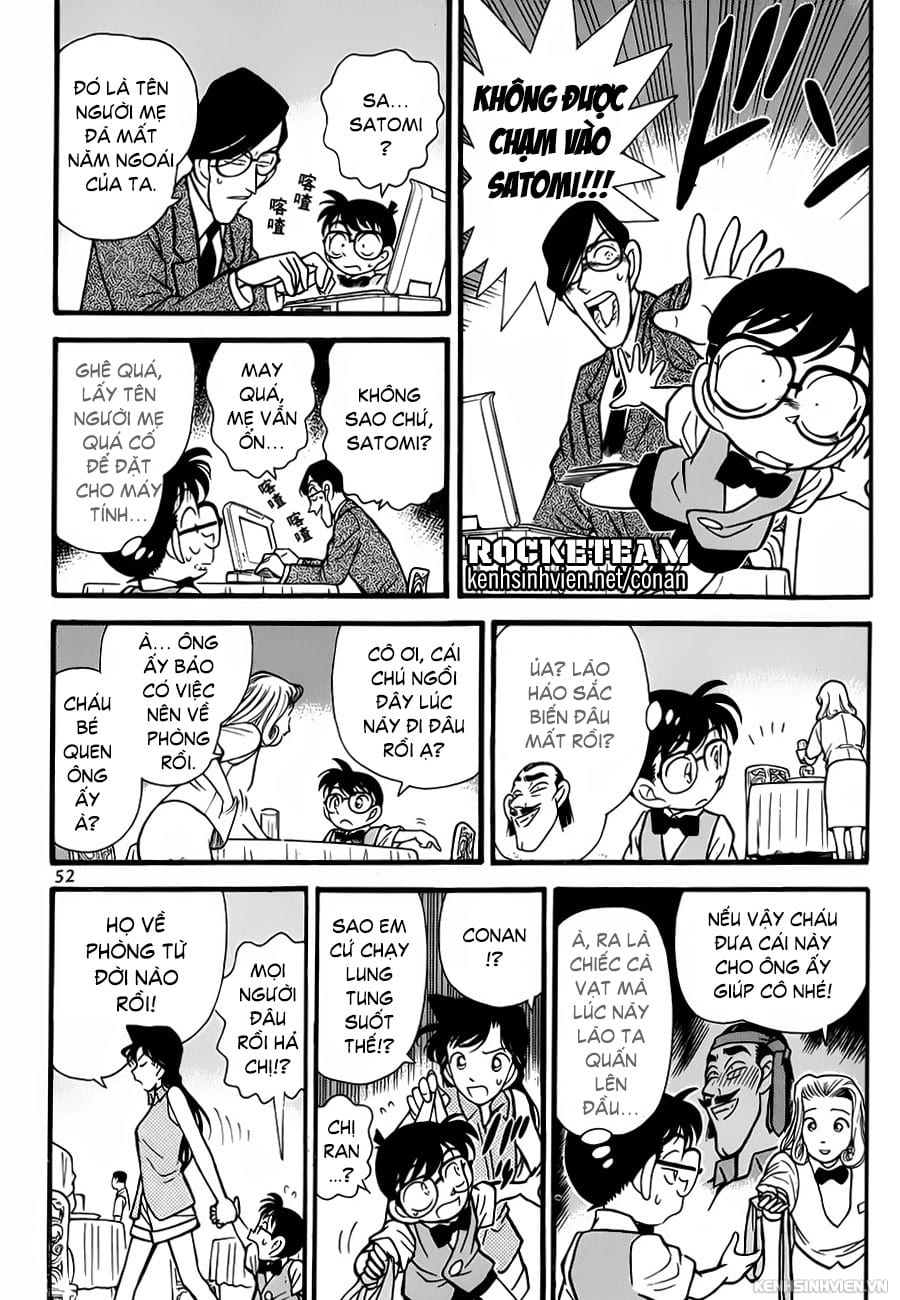 KHÔNG ĐƯỢC
CHẠM VÀO
SATOMI!!!
ドン
SA...
SATOMI
?
ĐÓ LÀ TÊN
NGƯỜI MẸ
ĐÃ MẤT
NĂM NGOÁI
CỦA TA.
喀喳
喀喳
KHÔNG
SAO CHỨ,
SATOMI?
MAY
QUÁ,
MẸ VẪN
ỔN...
喀喳
喀喳
GHÊ QUÁ,
LẤY TÊN
NGƯỜI MẸ
QUÁ CỐ
ĐỂ ĐẶT
CHO MÁY
TÍNH...
ROCKETEAM
kenhsinhvien.net/conan
ỦA? LÃO
HÁO SẮC
BIẾN ĐÂU
MẤT RỒI?
CÔ ƠI, CÁI
CHÚ NGỒI
ĐÂY LÚC
NÀY ĐI ĐÂU
RỒI Ạ?
À... ÔNG
ẤY BẢO
CÓ VIỆC
NÊN VỀ
PHÒNG RỒI.
CHÁU
BÉ
QUEN
ÔNG
ẤY
À?
52
NẾU VẬY CHÁU
ĐƯA CÁI NÀY
CHO ÔNG ẤY
GIÚP CÔ NHÉ!
À, RA LÀ
CHIẾC CÀ
VẠT MÀ
LÚC NÀY
LÃO TA
QUẤN
LÊN
ĐẦU...
CONAN
!?
SAO EM
CỨ CHẠY
LUNG
TUNG
SUỐT
THẾ!?
CHỊ
RAN
...?
MỌI
NGƯỜI
ĐÂU
RỒI HẢ
CHỊ!?
HỌ VỀ
PHÒNG TỪ
ĐỜI NÀO
RỒI!
KENHSINHVIEN.VN